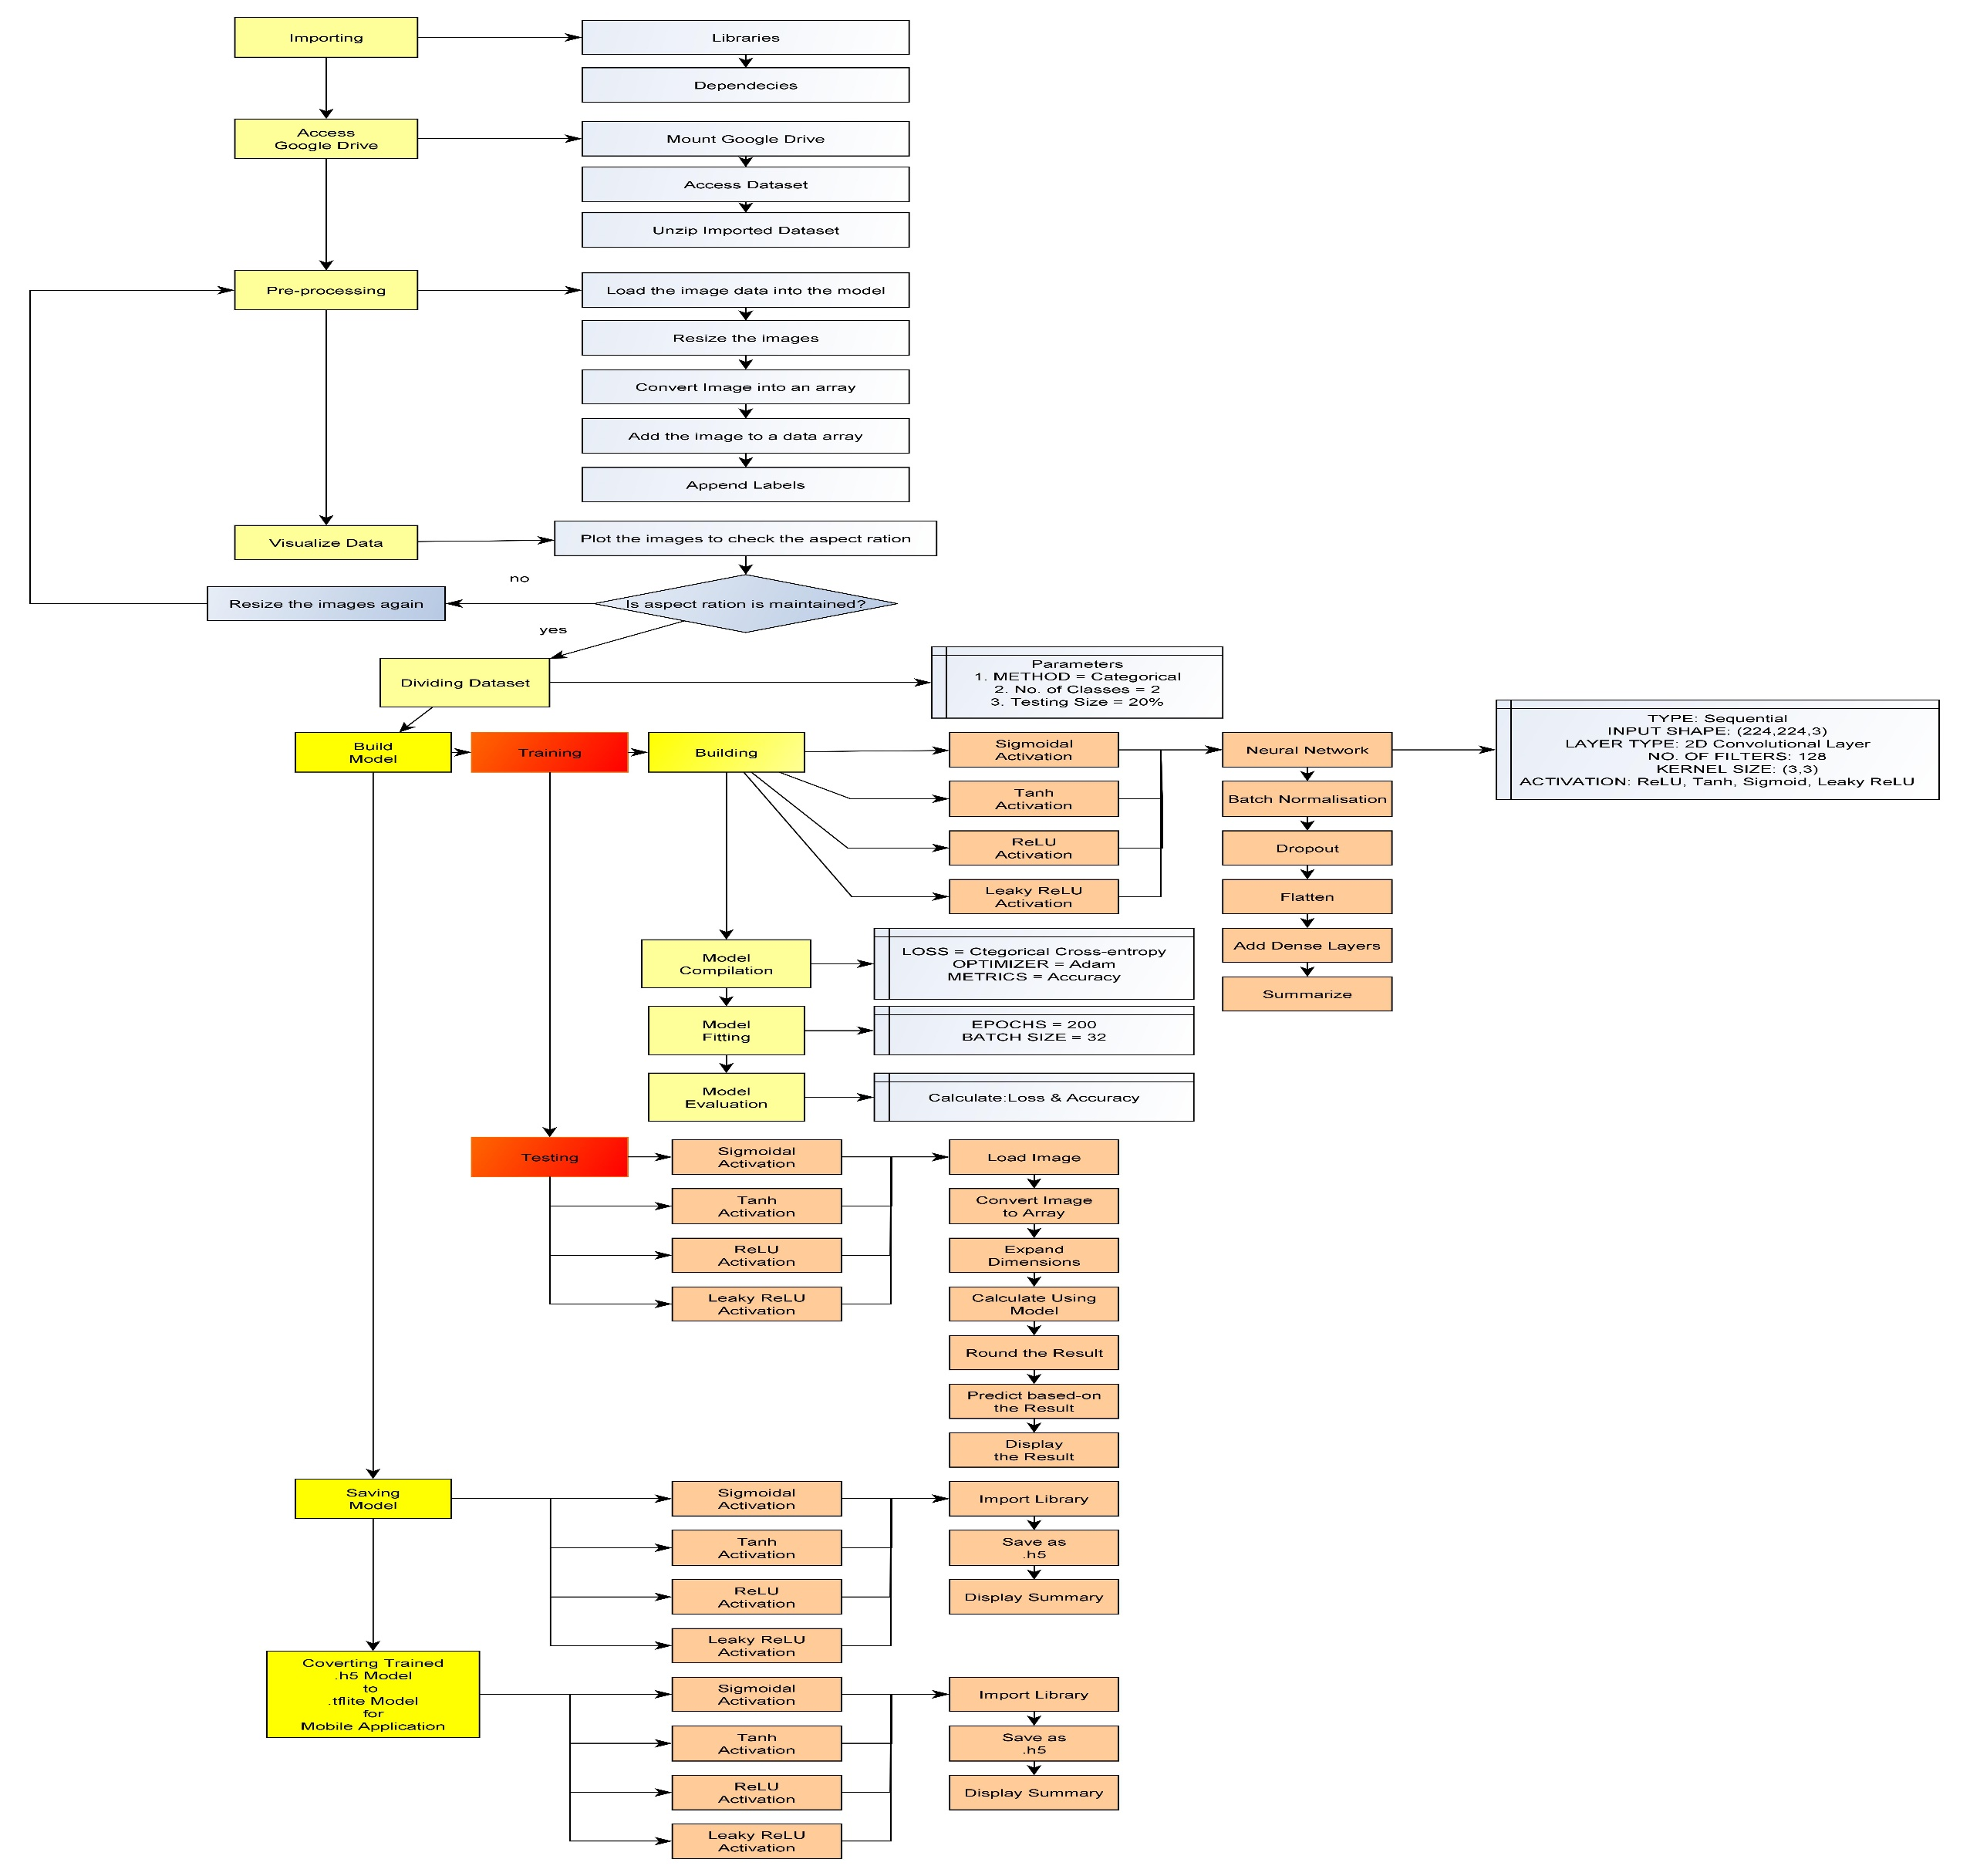 Importing
Libraries
Dependecies
Access
Google Drive
Mount Google Drive
Access Dataset
Unzip Imported Dataset
Pre-processing
Load the image data into the model
Resize the images
Convert Image into an array
Add the image to a data array
Append Labels
Visualize Data
Plot the images to check the aspect ration
no
Resize the images again
Is aspect ration is maintained?
yes
Dividing Dataset
Parameters
1. METHOD = Categorical
2. No. of Classes = 2
3. Testing Size = 20%
Build
Model
Training
Building
Sigmoidal
Activation
Tanh
Activation
ReLU
Activation
Leaky ReLU
Activation
Neural Network
Batch Normalisation
Dropout
Flatten
Add Dense Layers
Summarize
TYPE: Sequential
INPUT SHAPE: (224,224,3)
LAYER TYPE: 2D Convolutional Layer
NO. OF FILTERS: 128
KERNEL SIZE: (3,3)
ACTIVATION: ReLU, Tanh, Sigmoid, Leaky ReLU
Model
Compilation
LOSS = Ctegorical Cross-entropy
OPTIMIZER = Adam
METRICS = Accuracy
Model
Fitting
EPOCHS = 200
BATCH SIZE = 32
Model
Evaluation
Calculate:Loss & Accuracy
Testing
Sigmoidal
Activation
Tanh
Activation
ReLU
Activation
Leaky ReLU
Activation
Load Image
Convert Image
to Array
Expand
Dimensions
Calculate Using
Model
Round the Result
Predict based-on
the Result
Display
the Result
Saving
Model
Sigmoidal
Activation
Tanh
Activation
ReLU
Activation
Leaky ReLU
Activation
Import Library
Save as
.h5
Display Summary
Coverting Trained
.h5 Model
to
.tflite Model
for
Mobile Application
Sigmoidal
Activation
Tanh
Activation
ReLU
Activation
Leaky ReLU
Activation
Import Library
Save as
.h5
Display Summary